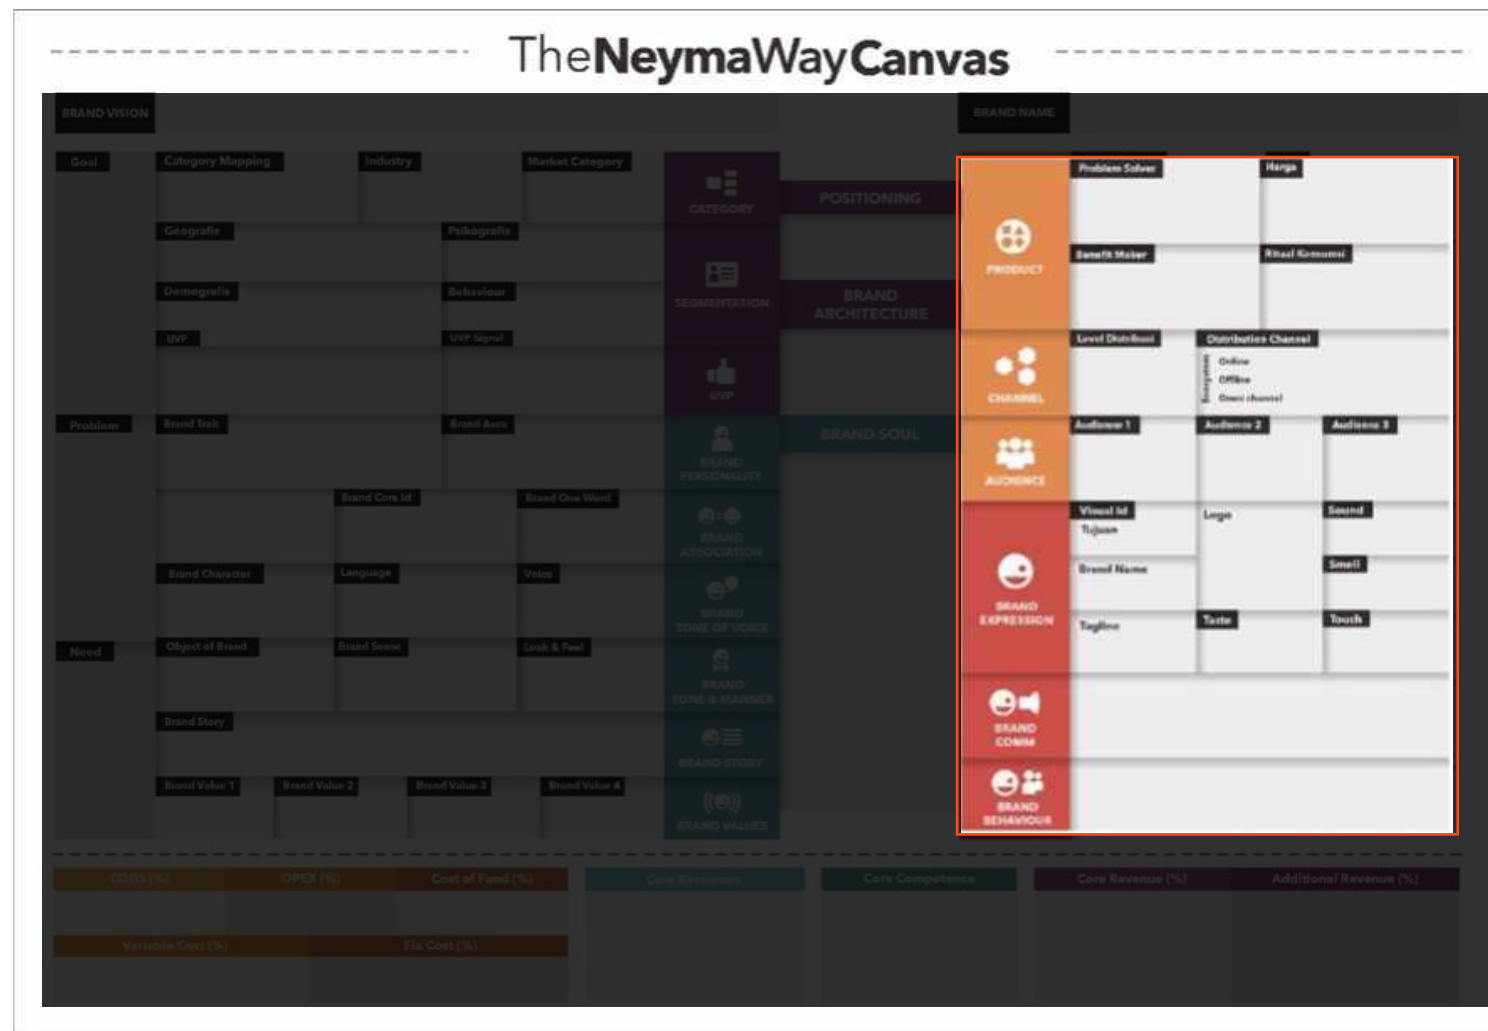 TheNeymaWayCanvas
BRAND VISION
BRAND NAME
Goal
Category Mapping
Industry
Market Category
CATEGORY
POSITIONING
Geografis
Psikografis
SEGMENTATION
Demografis
Behaviour
BRAND
ARCHITECTURE
UVP
UVP Signal
UVP
Problem
Brand Trait
Brand Aura
BRAND
PERSONALITY
BRAND SOUL
Brand Core Id
Brand One Word
BRAND
ASSOCIATION
Brand Character
Language
Voice
BRAND
TONE OF VOICE
Need
Object of Brand
Brand Sense
Look & Feel
BRAND
TONE & MANNER
Brand Story
BRAND STORY
Brand Value 1
Brand Value 2
Brand Value 3
Brand Value 4
BRAND VALUES
PRODUCT
Problem Solver
Harga
Benefit Maker
Ritual Konsumsi
CHANNEL
Level Distribusi
Distribution Channel
Ecosystem
Online
Offline
Omni channel
AUDIENCE
Audience 1
Audience 2
Audience 3
BRAND
EXPRESSION
Visual Id
Tujuan
Logo
Sound
Brand Name
Smell
Tagline
Taste
Touch
BRAND
COMM
BRAND
BEHAVIOUR
COGS (%)
OPEX (%)
Cost of Fund (%)
Core Resources
Core Competence
Core Revenue (%)
Additional Revenue (%)
Variable Cost (%)
Fix Cost (%)